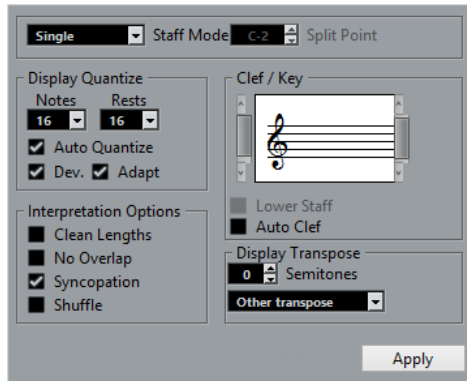 Single Staff Mode C-2 Split Point
Display Quantize
Notes Rests
16 16
Auto Quantize
Dev. Adapt
Interpretation Options
Clean Lengths
No Overlap
Syncopation
Shuffle
Clef / Key
Lower Staff
Auto Clef
Display Transpose
0 Semitones
Other transpose
Apply